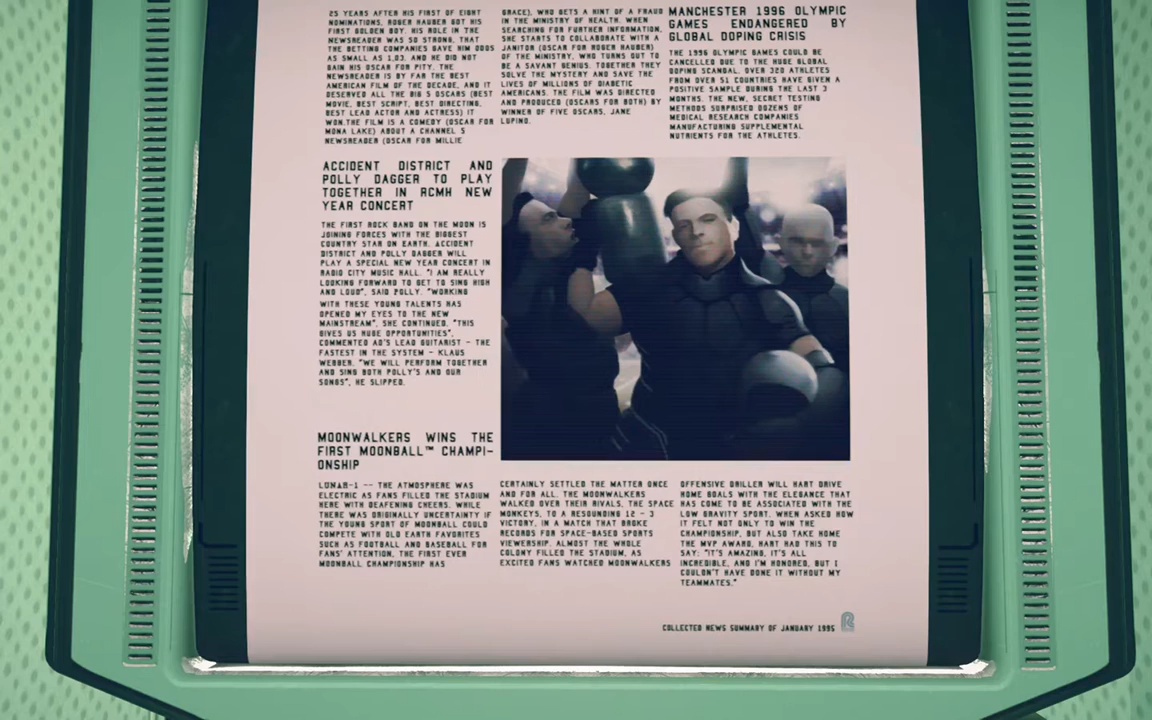 25 YEARS AFTER HIS FIRST OF EIGHT
NOMINATIONS, ROGER HAUBER GOT HIS
FIRST GOLDEN BOY. HIS ROLE IN THE
NEWSREADER WAS SO STRONG, THAT
THE BETTING COMPANIES GAVE HIM ODDS
AS SMALL AS 1,03. AND HE DID NOT
GAIN HIS OSCAR FOR PITY. THE
NEWSREADER IS BY FAR THE BEST
AMERICAN FILM OF THE DECADE, AND IT
DESERVED ALL THE BIG 5 OSCARS (BEST
MOVIE, BEST SCRIPT, BEST DIRECTING,
BEST LEAD ACTOR AND ACTRESS) IT
WON.THE FILM IS A COMEDY (OSCAR FOR
MONA LAKE) ABOUT A CHANNEL 5
NEWSREADER (OSCAR FOR MILLIE
GRACE), WHO GETS A HINT OF A FRAUD
IN THE MINISTRY OF HEALTH. WHEN
SEARCHING FOR FURTHER INFORMATION,
SHE STARTS TO COLLABORATE WITH A
JANITOR (OSCAR FOR ROGER HAUBER)
OF THE MINISTRY, WHO TURNS OUT TO
BE A SAVANT GENIUS. TOGETHER THEY
SOLVE THE MYSTERY AND SAVE THE
LIVES OF MILLIONS OF DIABETIC
AMERICANS. THE FILM WAS DIRECTED
AND PRODUCED (OSCARS FOR BOTH) BY
WINNER OF FIVE OSCARS, JANE
LUPINO.
MANCHESTER 1996 OLYMPIC
GAMES ENDANGERED BY
GLOBAL DOPING CRISIS
THE 1996 OLYMPIC GAMES COULD BE
CANCELLED DUE TO THE HUGE GLOBAL
DOPING SCANDAL. OVER 320 ATHLETES
FROM OVER 51 COUNTRIES HAVE GIVEN A
POSITIVE SAMPLE DURING THE LAST 3
MONTHS. THE NEW, SECRET TESTING
METHODS SURPRISED DOZENS OF
MEDICAL RESEARCH COMPANIES
MANUFACTURING SUPPLEMENTAL
NUTRIENTS FOR THE ATHLETES.
ACCIDENT DISTRICT AND
POLLY DAGGER TO PLAY
TOGETHER IN RCMH NEW
YEAR CONCERT
THE FIRST ROCK BAND ON THE MOON IS
JOINING FORCES WITH THE BIGGEST
COUNTRY STAR ON EARTH. ACCIDENT
DISTRICT AND POLLY DAGGER WILL
PLAY A SPECIAL NEW YEAR CONCERT IN
RADIO CITY MUSIC HALL. "I AM REALLY
LOOKING FORWARD TO GET TO SING HIGH
AND LOUD", SAID POLLY. "WORKING
WITH THESE YOUNG TALENTS HAS
OPENED MY EYES TO THE NEW
MAINSTREAM", SHE CONTINUED. "THIS
GIVES US HUGE OPPORTUNITIES",
COMMENTED AD'S LEAD GUITARIST - THE
FASTEST IN THE SYSTEM - KLAUS
WEBBER. "WE WILL PERFORM TOGETHER
AND SING BOTH POLLY'S AND OUR
SONGS", HE SLIPPED.
MOONWALKERS WINS THE
FIRST MOONBALL™ CHAMPI-
ONSHIP
LUNAR-1 -- THE ATMOSPHERE WAS
ELECTRIC AS FANS FILLED THE STADIUM
HERE WITH DEAFENING CHEERS. WHILE
THERE WAS ORIGINALLY UNCERTAINTY IF
THE YOUNG SPORT OF MOONBALL COULD
COMPETE WITH OLD EARTH FAVORITES
SUCH AS FOOTBALL AND BASEBALL FOR
FANS' ATTENTION, THE FIRST EVER
MOONBALL CHAMPIONSHIP HAS
CERTAINLY SETTLED THE MATTER ONCE
AND FOR ALL. THE MOONWALKERS
WALKED OVER THEIR RIVALS, THE SPACE
MONKEYS, TO A RESOUNDING 12 - 3
VICTORY, IN A MATCH THAT BROKE
RECORDS FOR SPACE-BASED SPORTS
VIEWERSHIP. ALMOST THE WHOLE
COLONY FILLED THE STADIUM, AS
EXCITED FANS WATCHED MOONWALKERS
OFFENSIVE DRILLER WILL HART DRIVE
HOME GOALS WITH THE ELEGANCE THAT
HAS COME TO BE ASSOCIATED WITH THE
LOW GRAVITY SPORT. WHEN ASKED HOW
IT FELT NOT ONLY TO WIN THE
CHAMPIONSHIP, BUT ALSO TAKE HOME
THE MVP AWARD, HART HAD THIS TO
SAY: "IT'S AMAZING, IT'S ALL
INCREDIBLE, AND I'M HONORED, BUT I
COULDN'T HAVE DONE IT WITHOUT MY
TEAMMATES."
COLLECTED NEWS SUMMARY OF JANUARY 1995